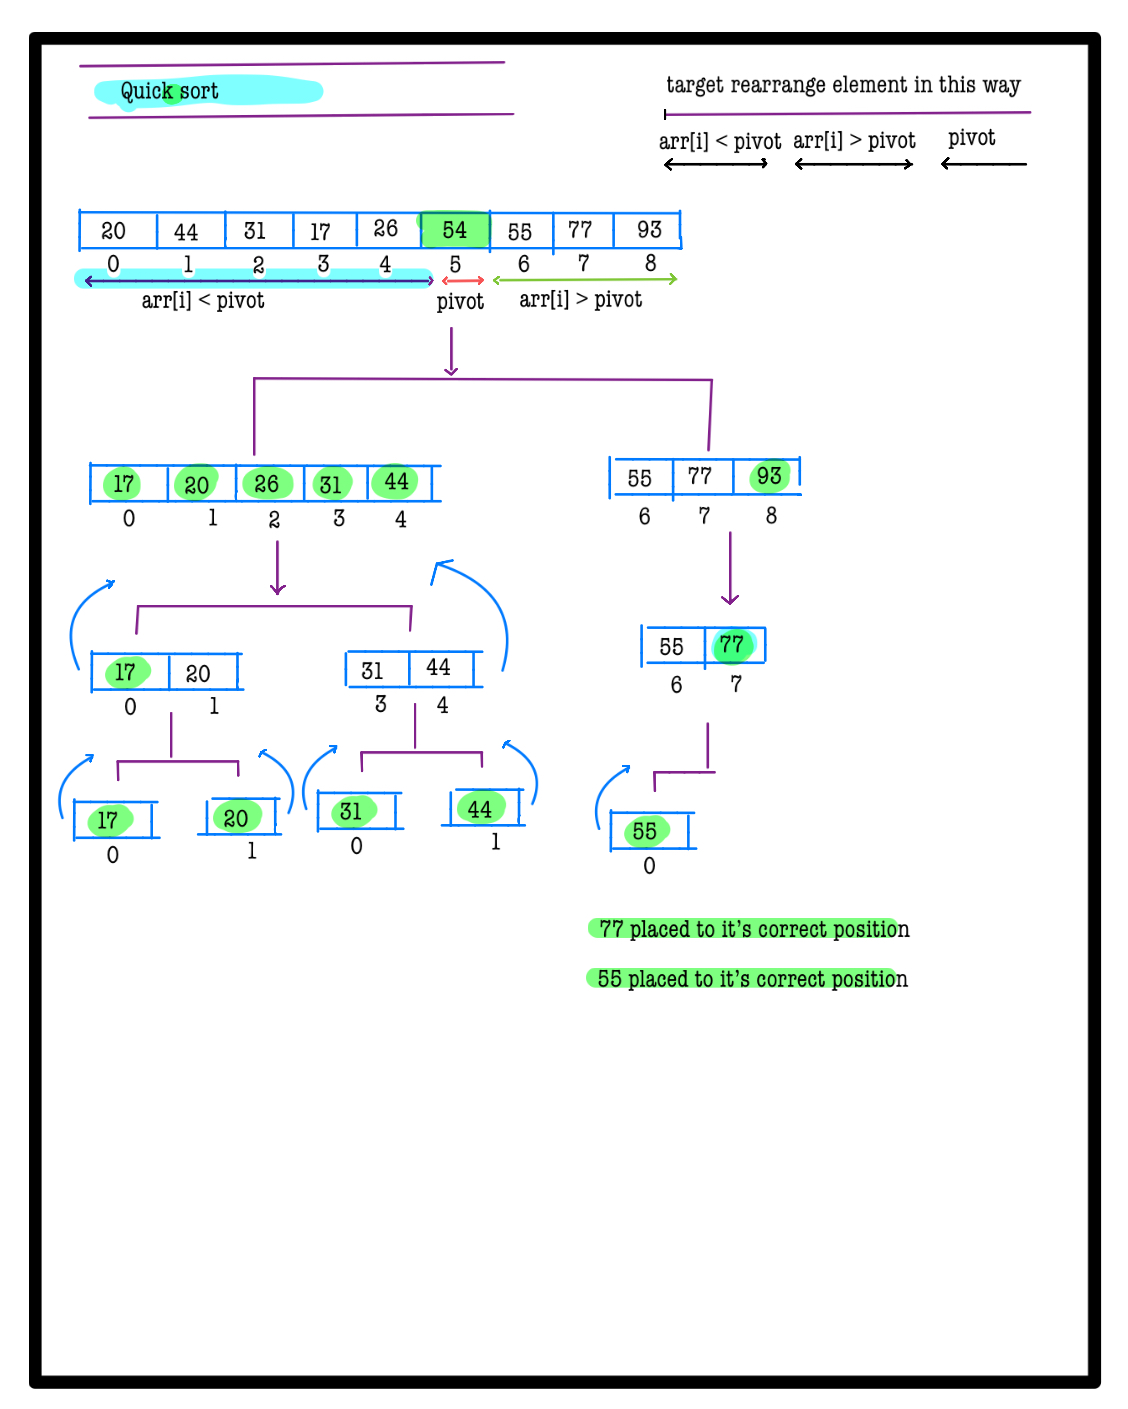 Quick sort
target rearrange element in this way
arr[i] < pivot arr[i] > pivot pivot
20 44 31 17 26 54 55 77 93
0 1 2 3 4 5 6 7 8
arr[i] < pivot pivot arr[i] > pivot
17 20 26 31 44
0 1 2 3 4
55 77 93
6 7 8
17 20
0 1
31 44
3 4
55 77
6 7
17 20
0 1
31 44
0 1
55
0
77 placed to it's correct position
55 placed to it's correct position